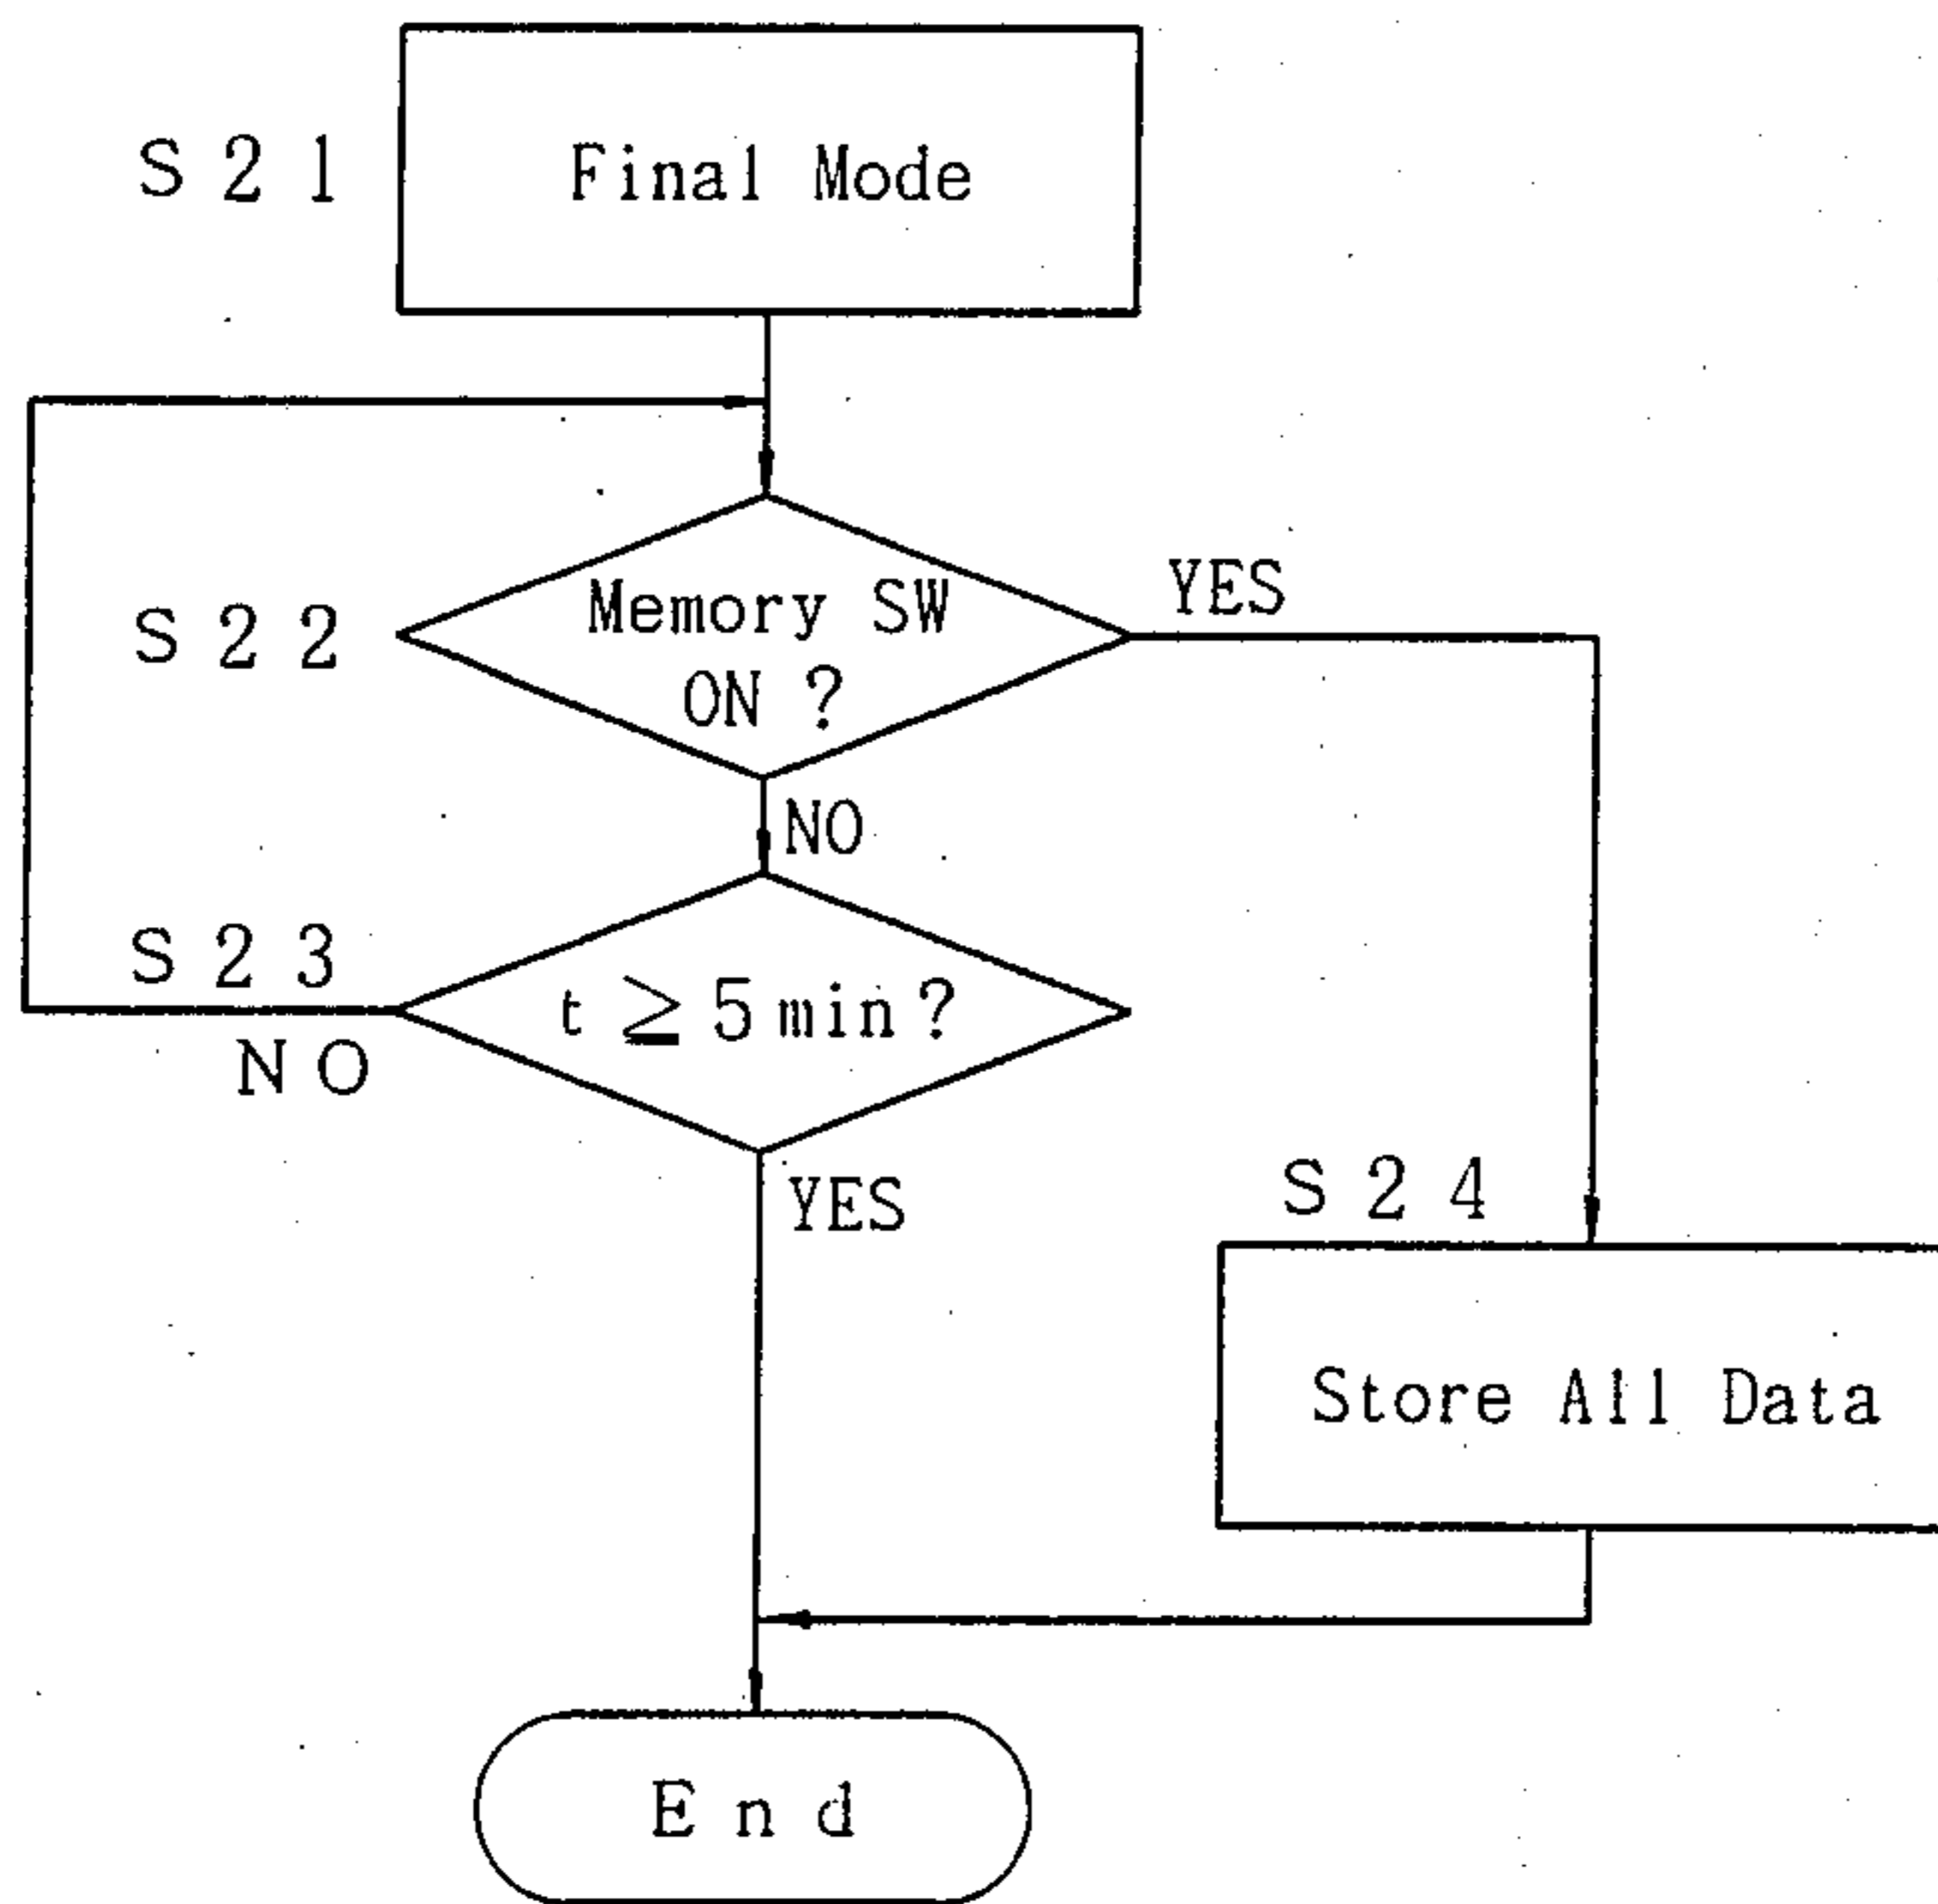 S21
Final Mode
S22
Memory SW
ON ?
YES
NO
S23
t ≧ 5 min?
NO
YES
S24
Store All Data
End